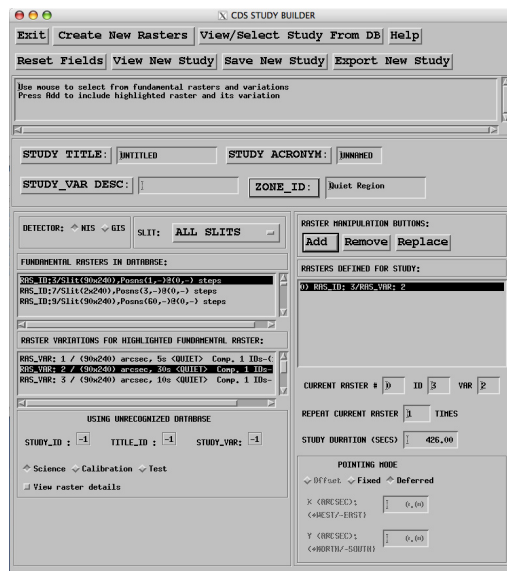 CDS STUDY BUILDER
Exit Create New Rasters View/Select Study From DB Help
Reset Fields View New Study Save New Study Export New Study
Use mouse to select from fundamental rasters and variations
Press Add to include highlighted raster and its variation
STUDY TITLE: UNTITLED STUDY ACRONYM: UNNAMED
STUDY_VAR DESC: ZONE_ID: Quiet Region
DETECTOR: NIS GIS SLIT: ALL SLITS
FUNDAMENTAL RASTERS IN DATABASE:
RAS_ID:3/Slit(90x240),Posns(1,-)@(0,-) steps
RAS_ID:7/Slit(2x240),Posns(3,-)@(0,-) steps
RAS_ID:9/Slit(90x240),Posns(60,-)@(0,-) steps
RASTER VARIATIONS FOR HIGHLIGHTED FUNDAMENTAL RASTER:
RAS_VAR: 1 / (90x240) arcsec, 5s <QUIET> Comp. 1 IDs-(
RAS_VAR: 2 / (90x240) arcsec, 30s <QUIET> Comp. 1 IDs-
RAS_VAR: 3 / (90x240) arcsec, 10s <QUIET> Comp. 1 IDs-
USING UNRECOGNIZED DATABASE
STUDY_ID : -1 TITLE_ID : -1 STUDY_VAR: -1
Science Calibration Test
View raster details
RASTER MANIPULATION BUTTONS:
Add Remove Replace
RASTERS DEFINED FOR STUDY:
0) RAS_ID: 3/RAS_VAR: 2
CURRENT RASTER # 0 ID 3 VAR 2
REPEAT CURRENT RASTER 1 TIMES
STUDY DURATION (SECS) 426.00
POINTING MODE
Offset Fixed Deferred
X (ARCSEC):
(+WEST/-EAST)
Y (ARCSEC):
(+NORTH/-SOUTH)